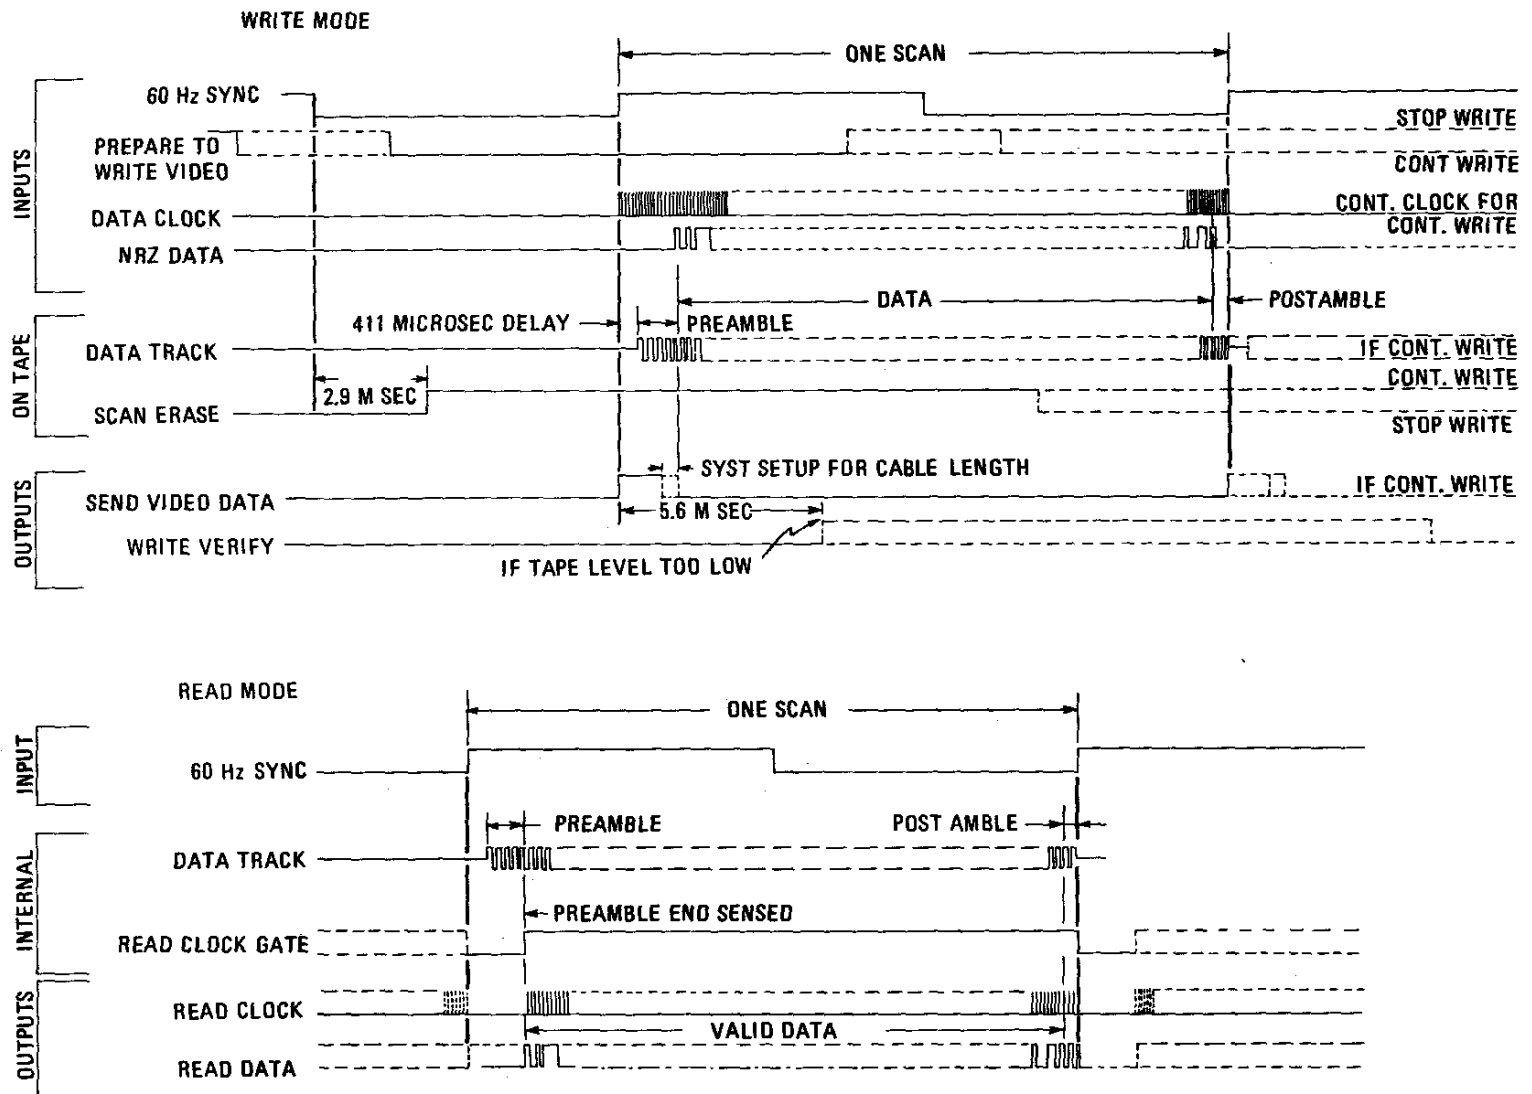 WRITE MODE
ONE SCAN
INPUTS
60 Hz SYNC
STOP WRITE
PREPARE TO
WRITE VIDEO
CONT WRITE
DATA CLOCK
CONT. CLOCK FOR
CONT. WRITE
NRZ DATA
DATA
POSTAMBLE
411 MICROSEC DELAY
PREAMBLE
ON TAPE
DATA TRACK
IF CONT. WRITE
CONT. WRITE
2.9 M SEC
SCAN ERASE
STOP WRITE
SYST SETUP FOR CABLE LENGTH
OUTPUTS
SEND VIDEO DATA
IF CONT. WRITE
5.6 M SEC
WRITE VERIFY
IF TAPE LEVEL TOO LOW
READ MODE
ONE SCAN
INPUT
60 Hz SYNC
PREAMBLE
POST AMBLE
INTERNAL
DATA TRACK
PREAMBLE END SENSED
READ CLOCK GATE
OUTPUTS
READ CLOCK
VALID DATA
READ DATA